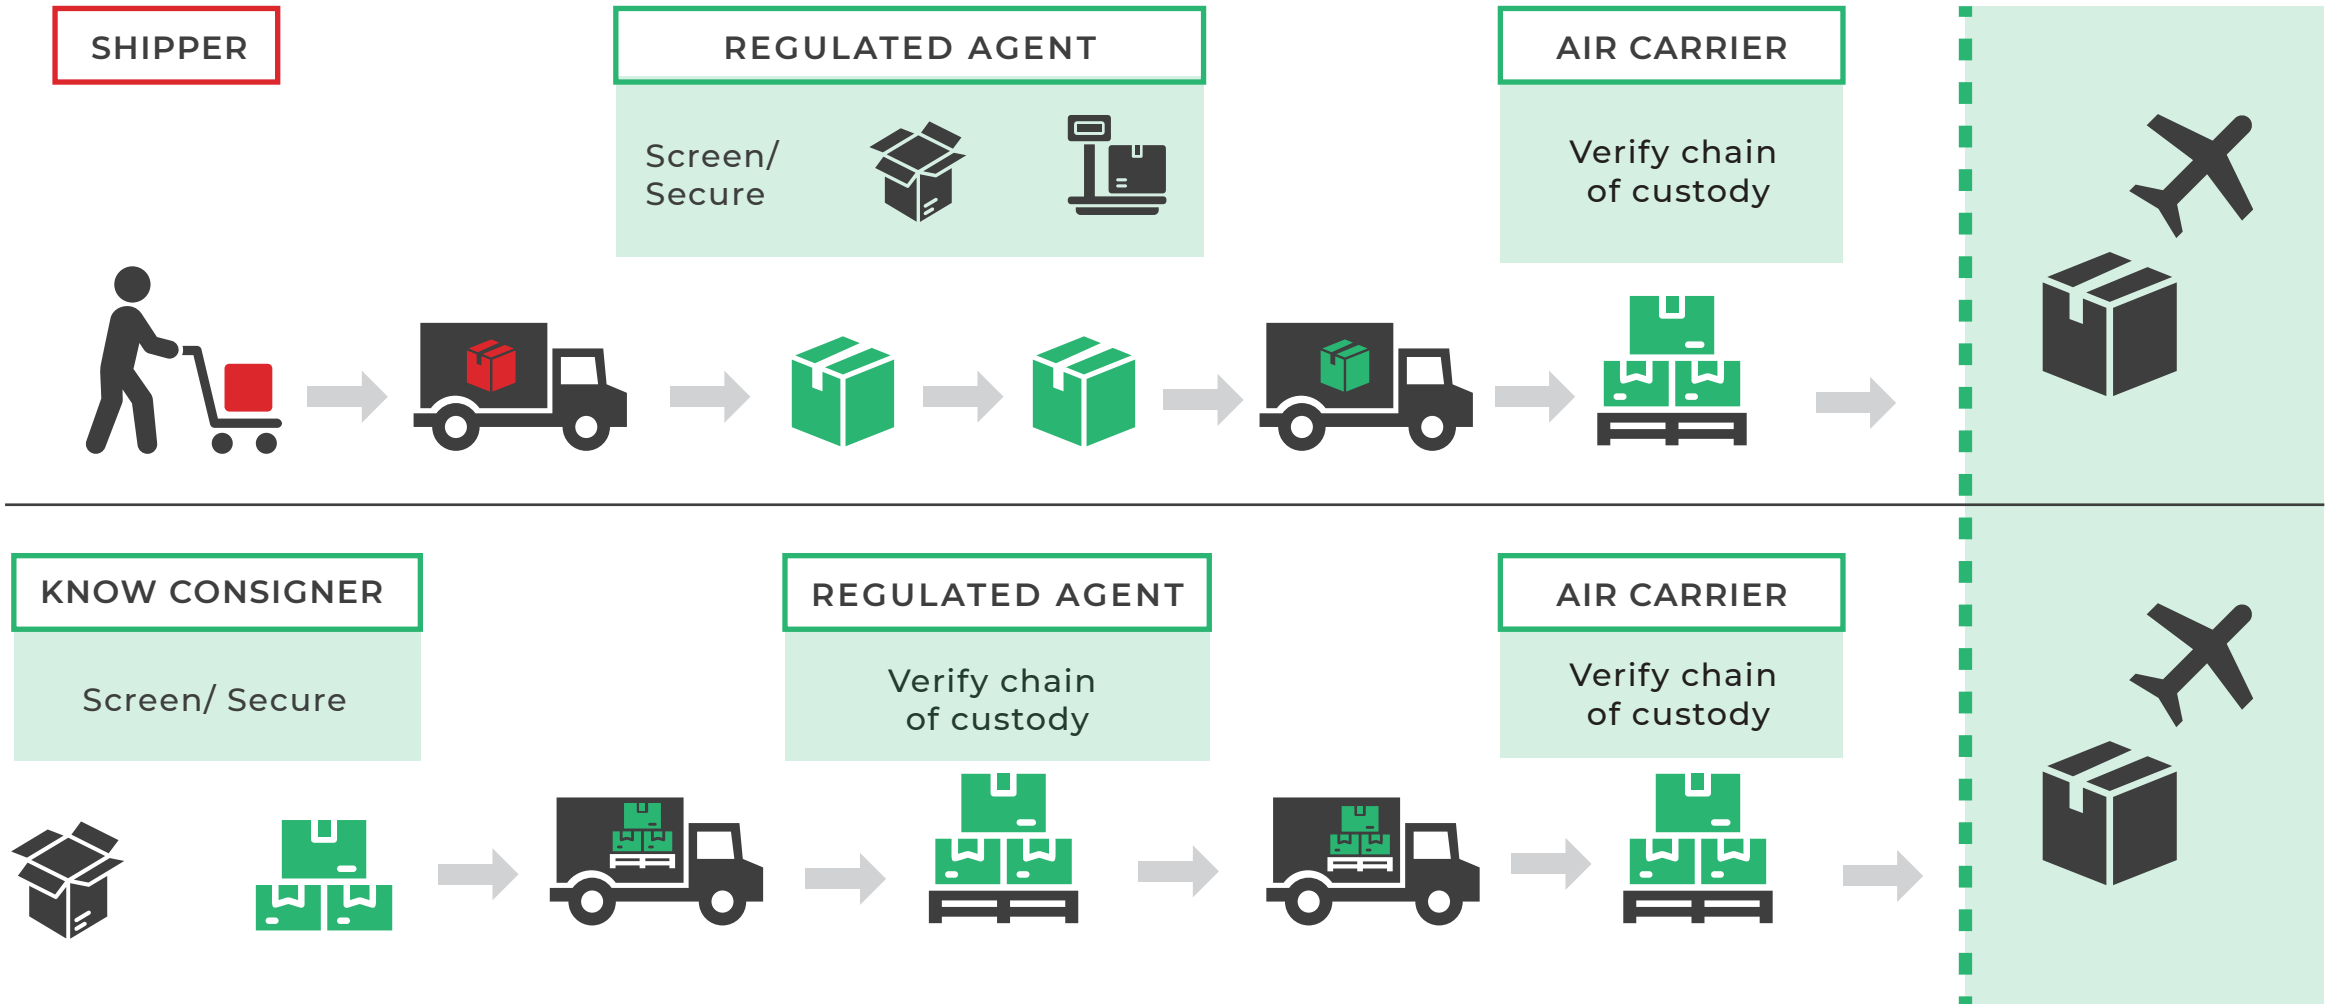 SHIPPER
REGULATED AGENT
AIR CARRIER
Screen/
Secure
Verify chain
of custody
KNOW CONSIGNER
REGULATED AGENT
AIR CARRIER
Screen/ Secure
Verify chain
of custody
Verify chain
of custody